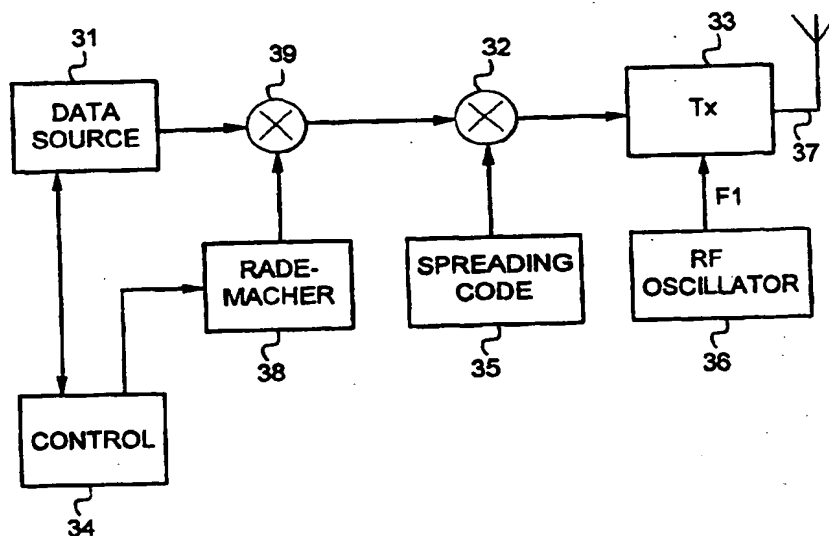 31
DATA
SOURCE
39
32
33
Tx
37
F1
RADE-
MACHER
38
SPREADING
CODE
35
RF
OSCILLATOR
36
CONTROL
34